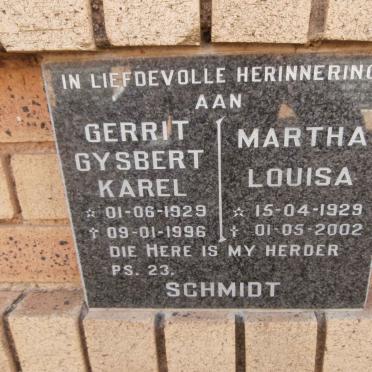 IN LIEFDEVOLLE HERINNERING
AAN
GERRIT
GYSBERT
KAREL
☆ 01-06-1929
✝ 09-01-1996
MARTHA
LOUISA
☆ 15-04-1929
✝ 01-05-2002
DIE HERE IS MY HERDER
PS. 23.
SCHMIDT